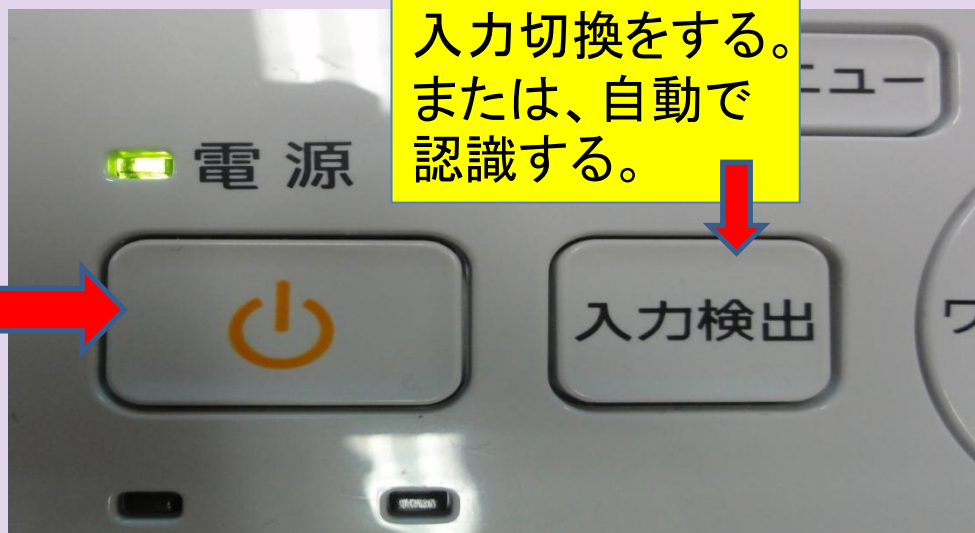 入力切換をする。
または、自動で
認識する。
ニュー
電源
入力検出
ワ